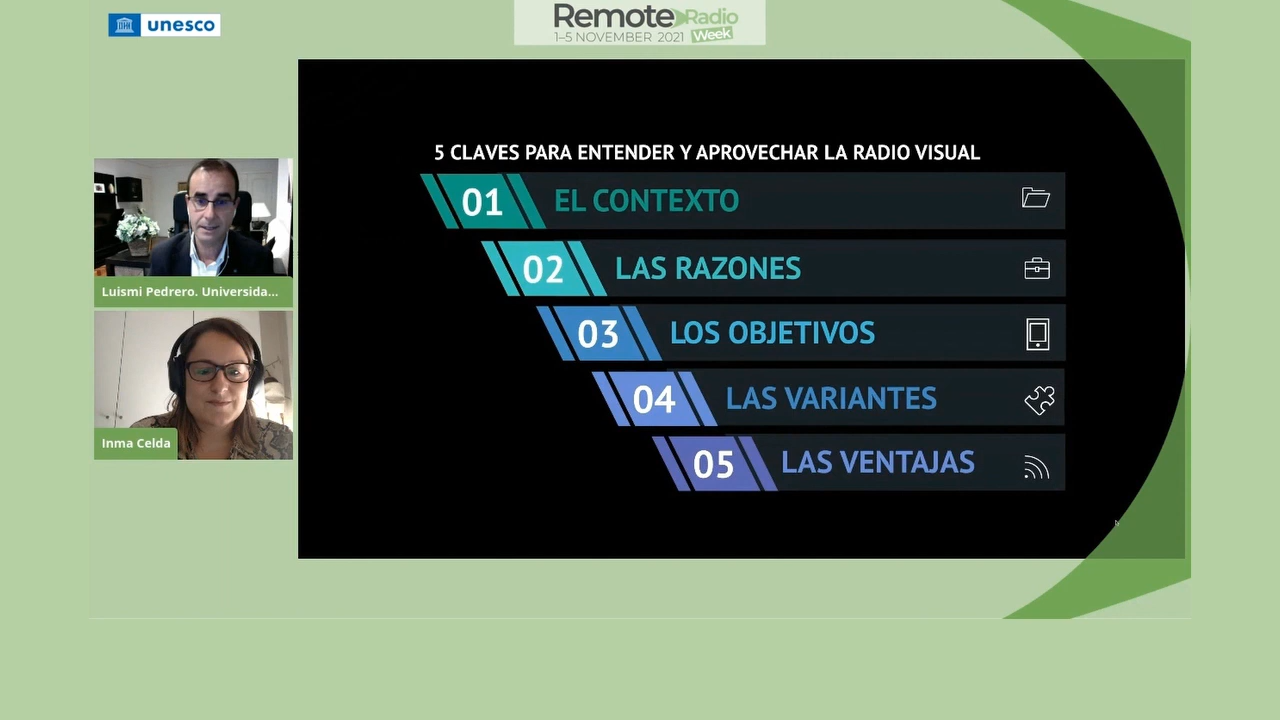 unesco
Remote Radio
1–5 NOVEMBER 2021 Week
5 CLAVES PARA ENTENDER Y APROVECHAR LA RADIO VISUAL
01 EL CONTEXTO
02 LAS RAZONES
03 LOS OBJETIVOS
04 LAS VARIANTES
05 LAS VENTAJAS
Luismi Pedrero. Universida...
Inma Celda